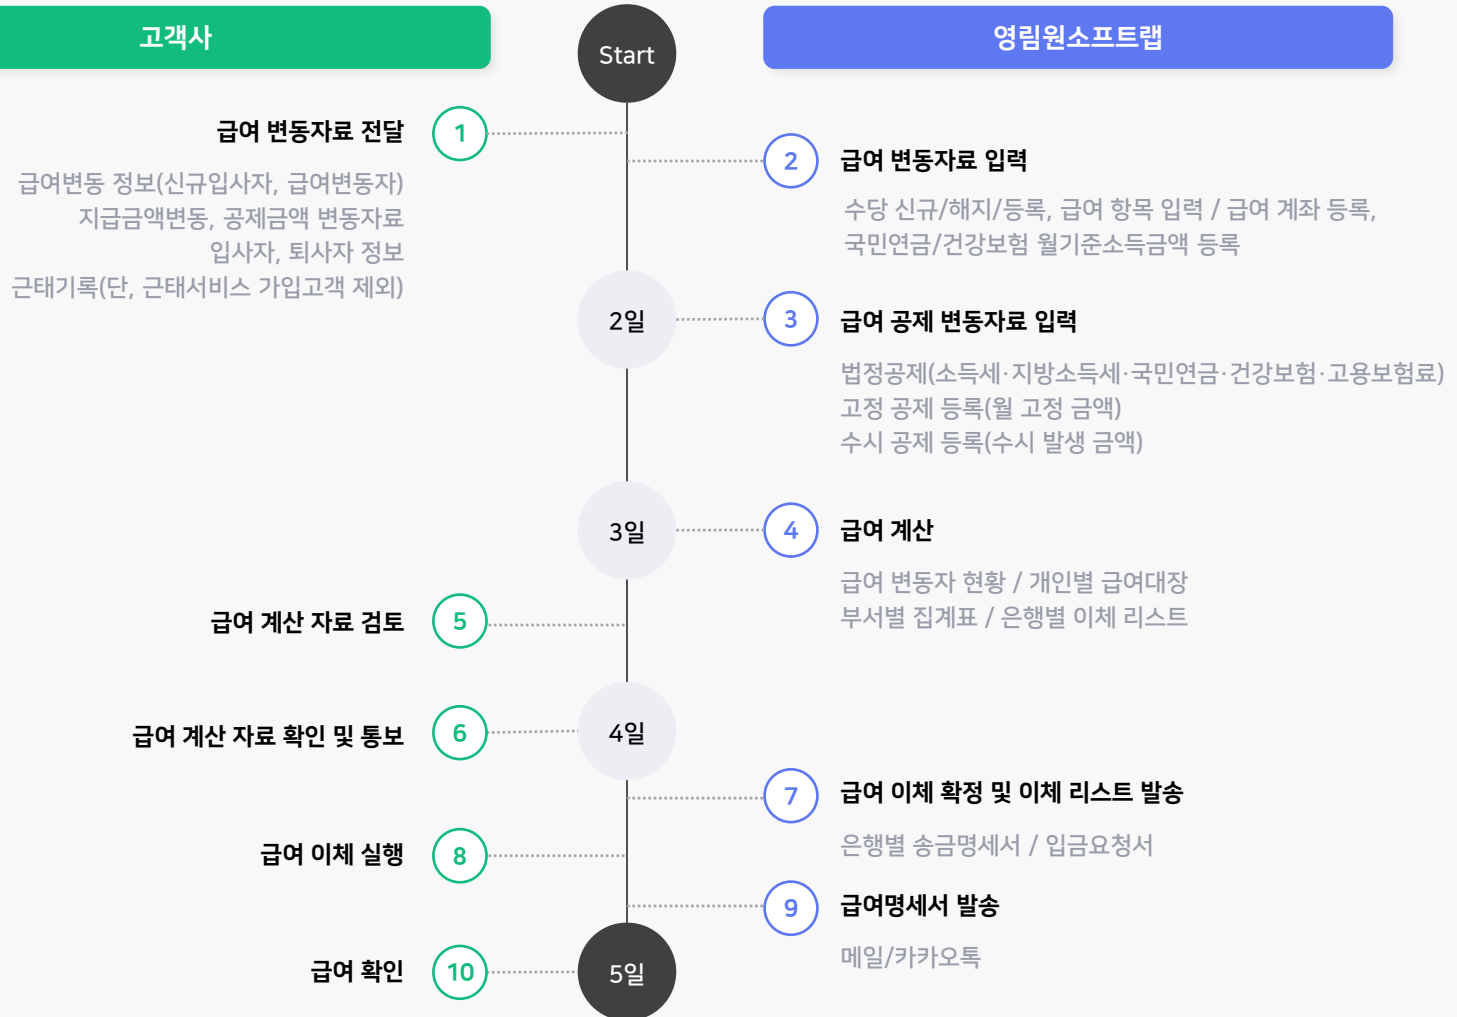 고객사
Start
영림원소프트랩
급여 변동자료 전달
1
급여변동 정보(신규입사자, 급여변동자)
지급금액변동, 공제금액 변동자료
입사자, 퇴사자 정보
근태기록(단, 근태서비스 가입고객 제외)
2
급여 변동자료 입력
수당 신규/해지/등록, 급여 항목 입력 / 급여 계좌 등록,
국민연금/건강보험 월기준소득금액 등록
2일
3
급여 공제 변동자료 입력
법정공제(소득세·지방소득세·국민연금·건강보험·고용보험료)
고정 공제 등록(월 고정 금액)
수시 공제 등록(수시 발생 금액)
3일
4
급여 계산
급여 변동자 현황 / 개인별 급여대장
부서별 집계표 / 은행별 이체 리스트
급여 계산 자료 검토
5
급여 계산 자료 확인 및 통보
6
4일
7
급여 이체 확정 및 이체 리스트 발송
은행별 송금명세서 / 입금요청서
급여 이체 실행
8
9
급여명세서 발송
메일/카카오톡
급여 확인
10
5일